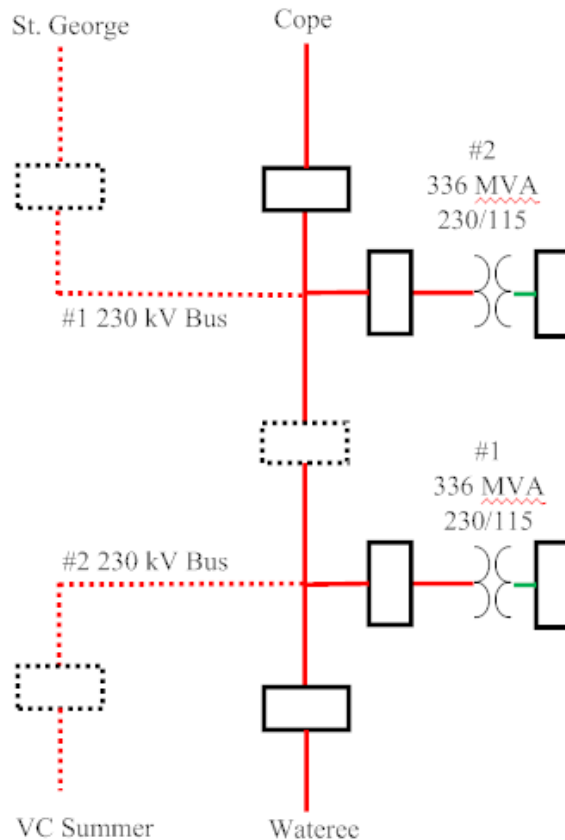 St. George
Cope
#2
336 MVA
230/115
#1 230 kV Bus
#1
336 MVA
230/115
#2 230 kV Bus
VC Summer
Wateree